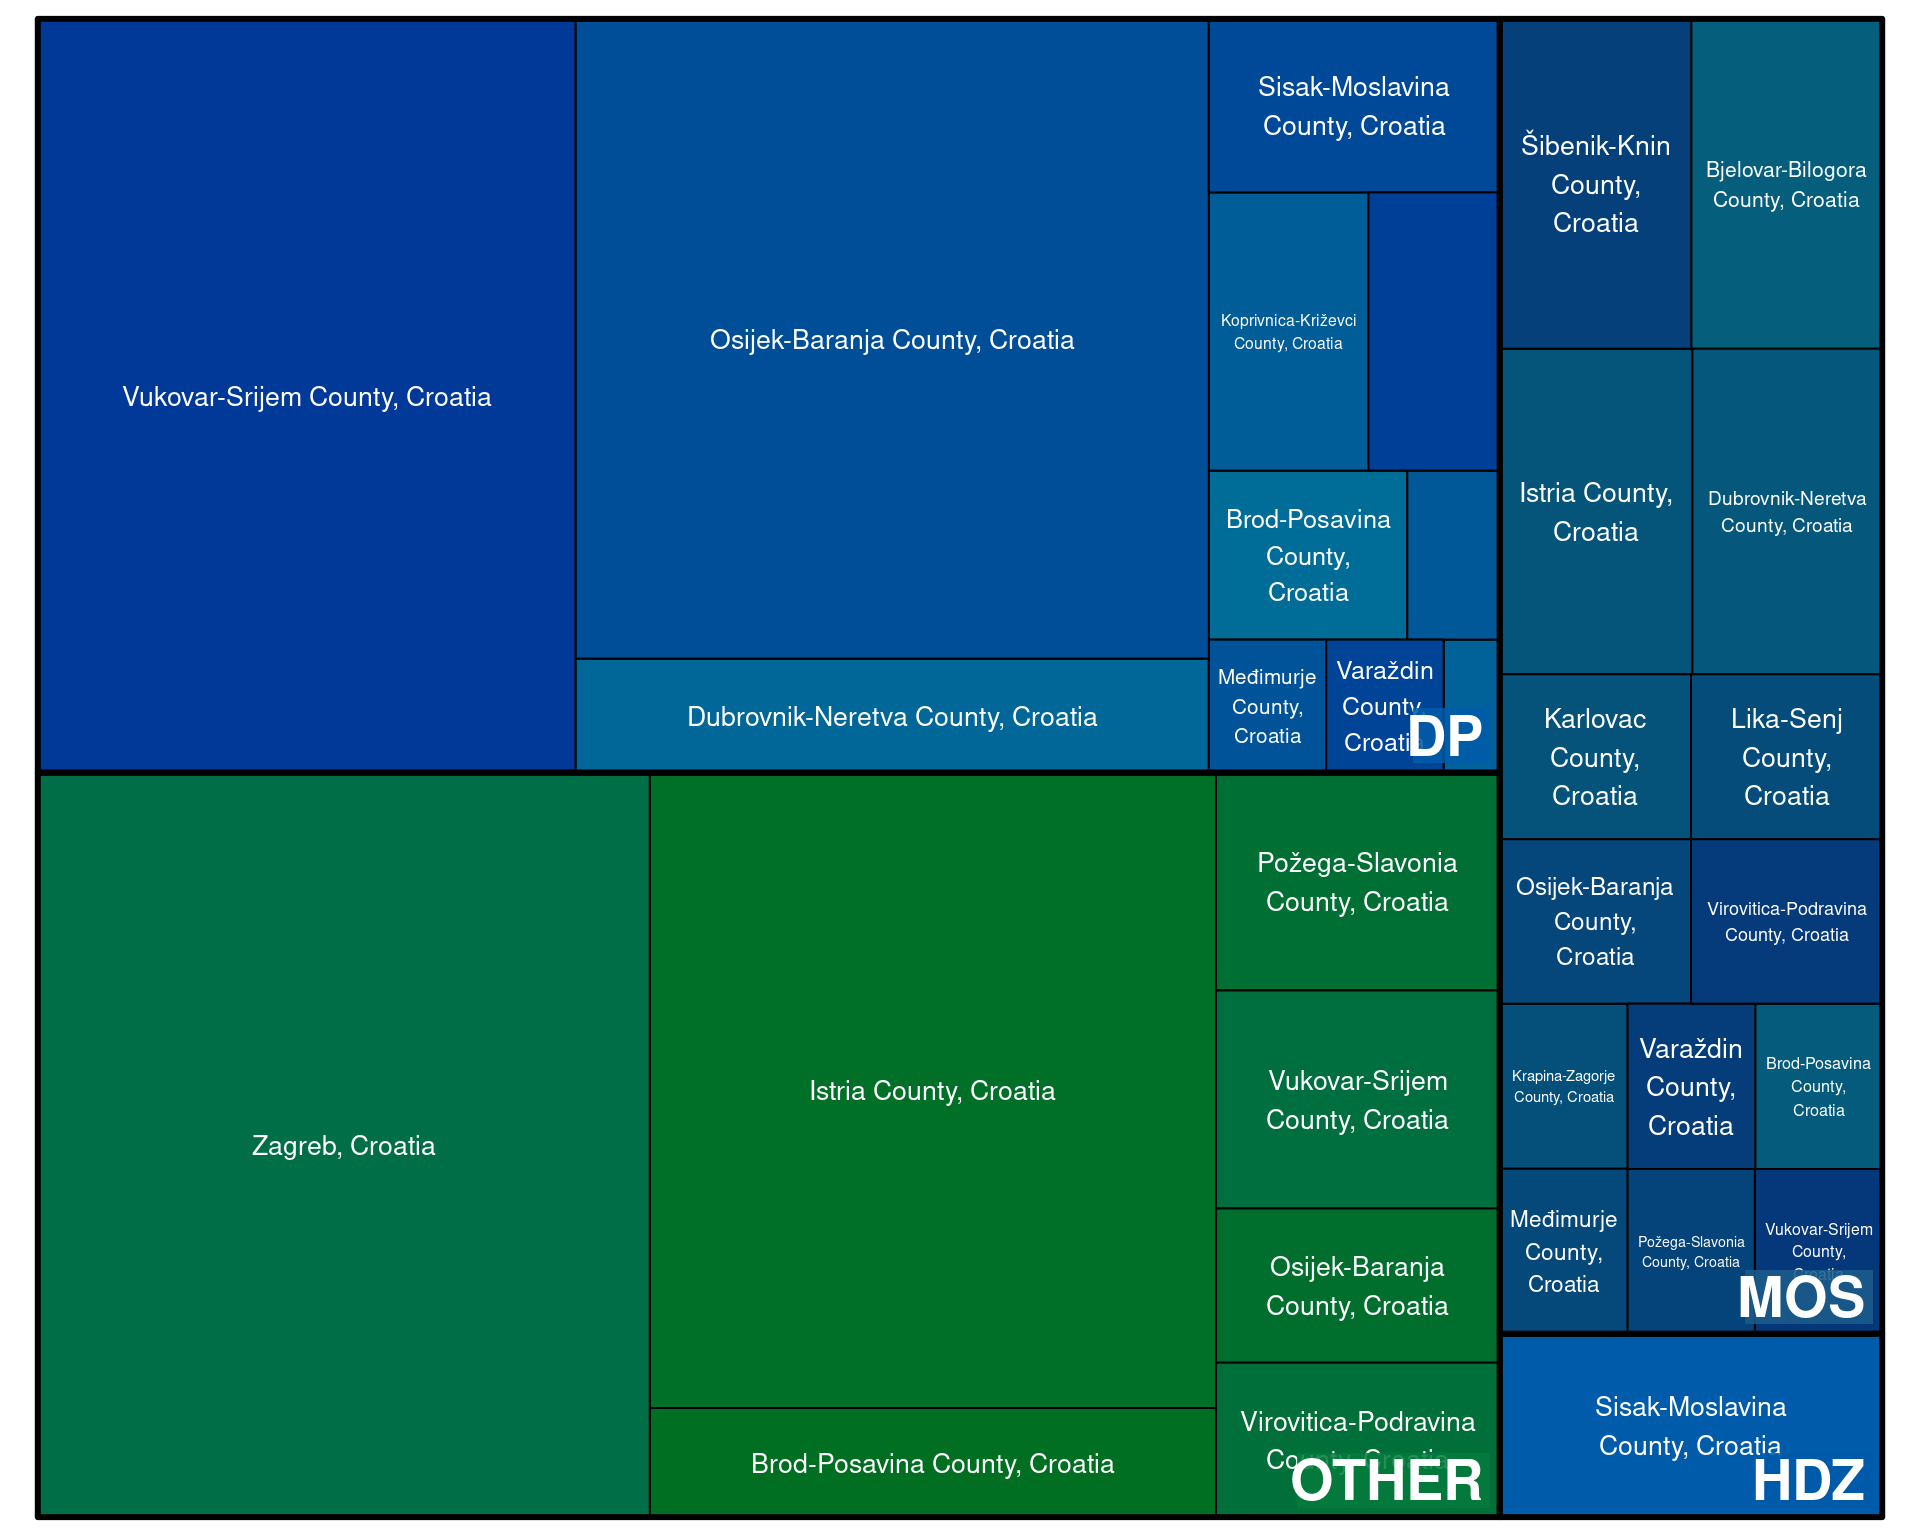 Vukovar-Srijem County, Croatia
Osijek-Baranja County, Croatia
Dubrovnik-Neretva County, Croatia
Sisak-Moslavina
County, Croatia
Koprivnica-Križevci
County, Croatia
Brod-Posavina
County,
Croatia
Međimurje
County,
Croatia
Varaždin
County,
Croatia
DP
Zagreb, Croatia
Istria County, Croatia
Brod-Posavina County, Croatia
Požega-Slavonia
County, Croatia
Vukovar-Srijem
County, Croatia
Osijek-Baranja
County, Croatia
Virovitica-Podravina
County, Croatia
OTHER
Šibenik-Knin
County,
Croatia
Bjelovar-Bilogora
County, Croatia
Istria County,
Croatia
Dubrovnik-Neretva
County, Croatia
Karlovac
County,
Croatia
Lika-Senj
County,
Croatia
Osijek-Baranja
County,
Croatia
Virovitica-Podravina
County, Croatia
Krapina-Zagorje
County, Croatia
Varaždin
County,
Croatia
Brod-Posavina
County,
Croatia
Međimurje
County,
Croatia
Požega-Slavonia
County, Croatia
Vukovar-Srijem
County,
Croatia
MOS
Sisak-Moslavina
County, Croatia
HDZ